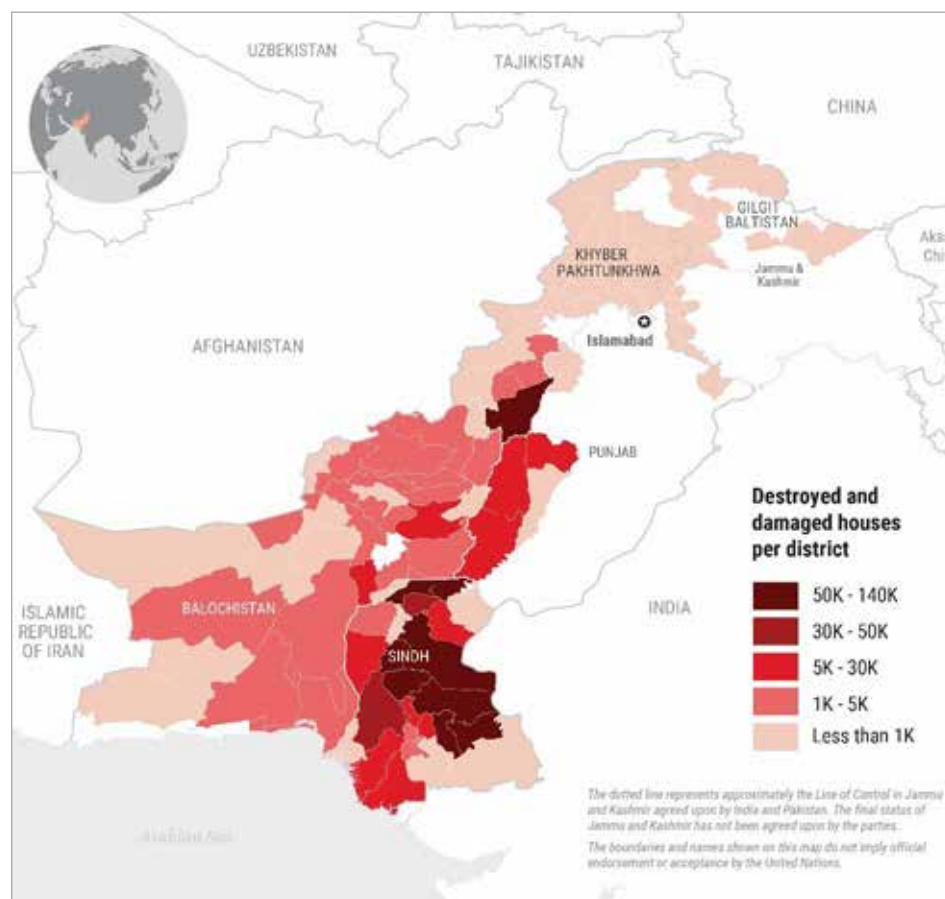 UZBEKISTAN
TAJIKISTAN
CHINA
GILGIT
BALTISTAN
KHYBER
PAKHTUNKHWA
Jammu &
Kashmir
Islamabad
AFGHANISTAN
PUNJAB
Destroyed and
damaged houses
per district
50K - 140K
30K - 50K
5K - 30K
1K - 5K
Less than 1K
ISLAMIC
REPUBLIC
OF IRAN
BALOCHISTAN
INDIA
SINDH
Arabian Sea
The dotted line represents approximately the Line of Control in Jammu
and Kashmir agreed upon by India and Pakistan. The final status of
Jammu and Kashmir has not been agreed upon by the parties.
The boundaries and names shown on this map do not imply official
endorsement or acceptance by the United Nations.